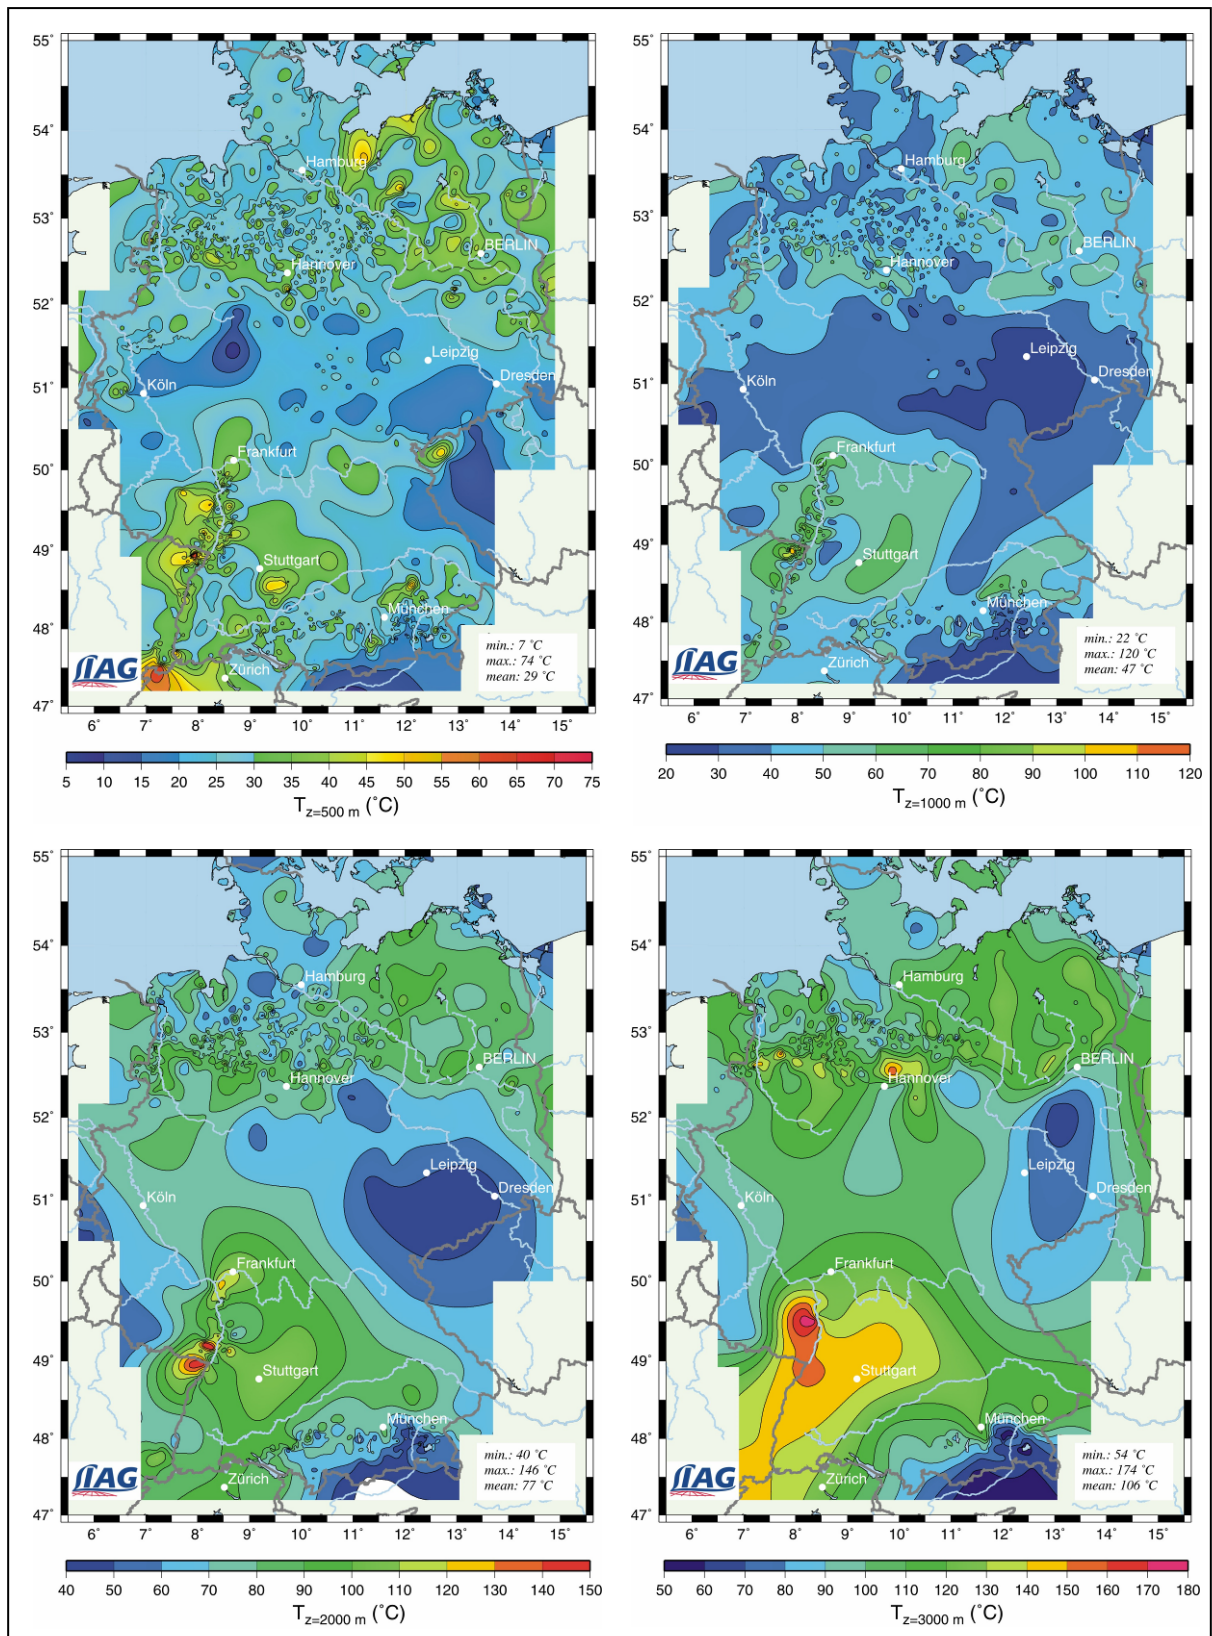 55˚
54˚
53˚
52˚
51˚
50˚
49˚
48˚
47˚
6˚ 7˚ 8˚ 9˚ 10˚ 11˚ 12˚ 13˚ 14˚ 15˚
Hamburg
BERLIN
Hannover
Leipzig
Köln
Dresden
Frankfurt
Stuttgart
München
Zürich
IAG
min.: 7 ˚C
max.: 74 ˚C
mean: 29 ˚C
5 10 15 20 25 30 35 40 45 50 55 60 65 70 75
T z=500 m (˚C)
55˚
54˚
53˚
52˚
51˚
50˚
49˚
48˚
47˚
6˚ 7˚ 8˚ 9˚ 10˚ 11˚ 12˚ 13˚ 14˚ 15˚
Hamburg
BERLIN
Hannover
Leipzig
Köln
Dresden
Frankfurt
Stuttgart
München
Zürich
IAG
min.: 22 ˚C
max.: 120 ˚C
mean: 47 ˚C
20 30 40 50 60 70 80 90 100 110 120
T z=1000 m (˚C)
55˚
54˚
53˚
52˚
51˚
50˚
49˚
48˚
47˚
6˚ 7˚ 8˚ 9˚ 10˚ 11˚ 12˚ 13˚ 14˚ 15˚
Hamburg
BERLIN
Hannover
Leipzig
Köln
Dresden
Frankfurt
Stuttgart
München
Zürich
IAG
min.: 40 ˚C
max.: 146 ˚C
mean: 77 ˚C
40 50 60 70 80 90 100 110 120 130 140 150
T z=2000 m (˚C)
55˚
54˚
53˚
52˚
51˚
50˚
49˚
48˚
47˚
6˚ 7˚ 8˚ 9˚ 10˚ 11˚ 12˚ 13˚ 14˚ 15˚
Hamburg
BERLIN
Hannover
Leipzig
Köln
Dresden
Frankfurt
Stuttgart
München
Zürich
IAG
min.: 54 ˚C
max.: 174 ˚C
mean: 106 ˚C
50 60 70 80 90 100 110 120 130 140 150 160 170 180
T z=3000 m (˚C)